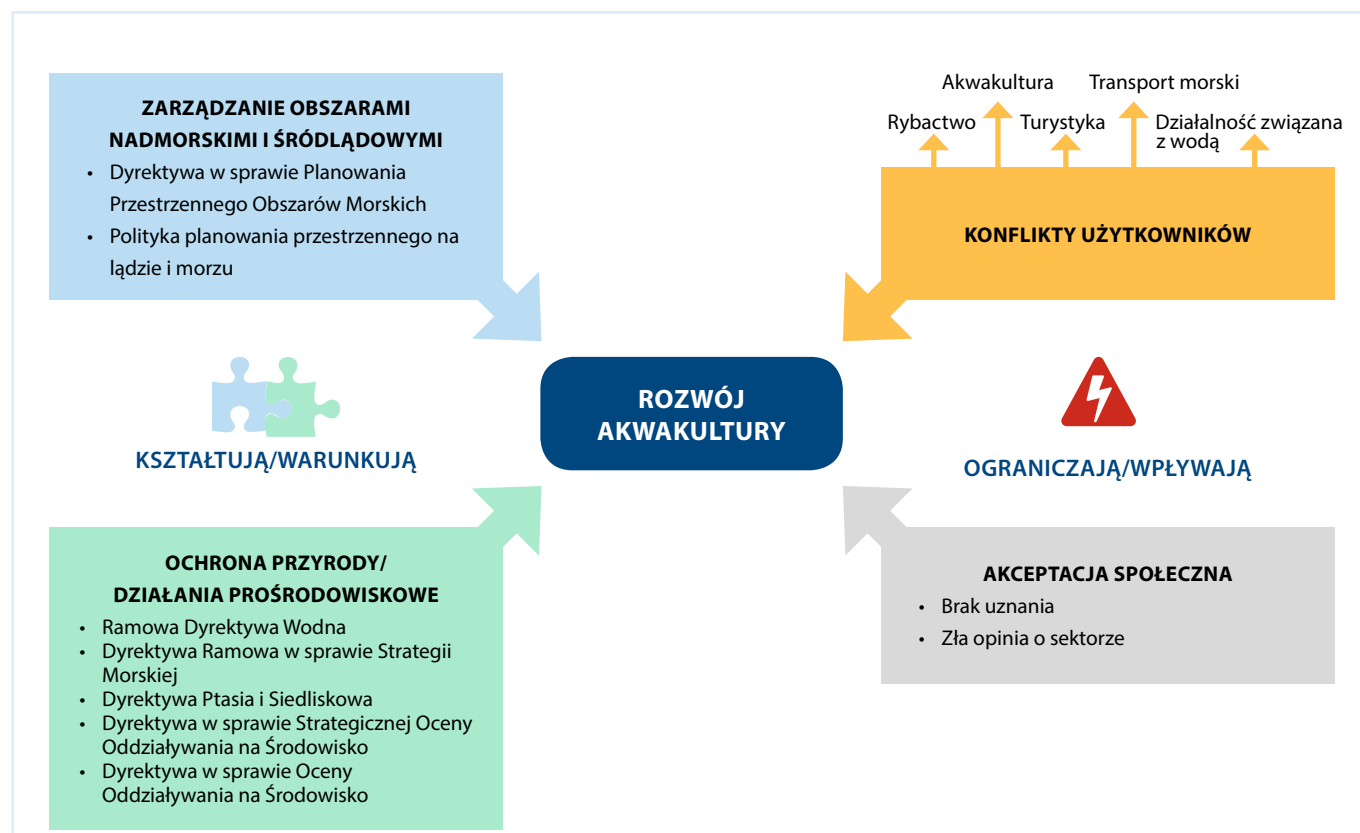 ZARZĄDZANIE OBSZARAMI
NADMORSKIMI I ŚRÓDLĄDOWYMI
• Dyrektywa w sprawie Planowania
Przestrzennego Obszarów Morskich
• Polityka planowania przestrzennego na
lądzie i morzu
Akwakultura
Transport morski
Rybactwo
Turystyka
Działalność związana
z wodą
KONFLIKTY UŻYTKOWNIKÓW
KSZTAŁTUJĄ/WARUNKUJĄ
ROZWÓJ
AKWAKULTURY
OGRANICZAJĄ/WPŁYWAJĄ
OCHRONA PRZYRODY/
DZIAŁANIA PROŚRODOWISKOWE
• Ramowa Dyrektywa Wodna
• Dyrektywa Ramowa w sprawie Strategii
Morskiej
• Dyrektywa Ptasia i Siedliskowa
• Dyrektywa w sprawie Strategicznej Oceny
Oddziaływania na Środowisko
• Dyrektywa w sprawie Oceny
Oddziaływania na Środowisko
AKCEPTACJA SPOŁECZNA
• Brak uznania
• Zła opinia o sektorze